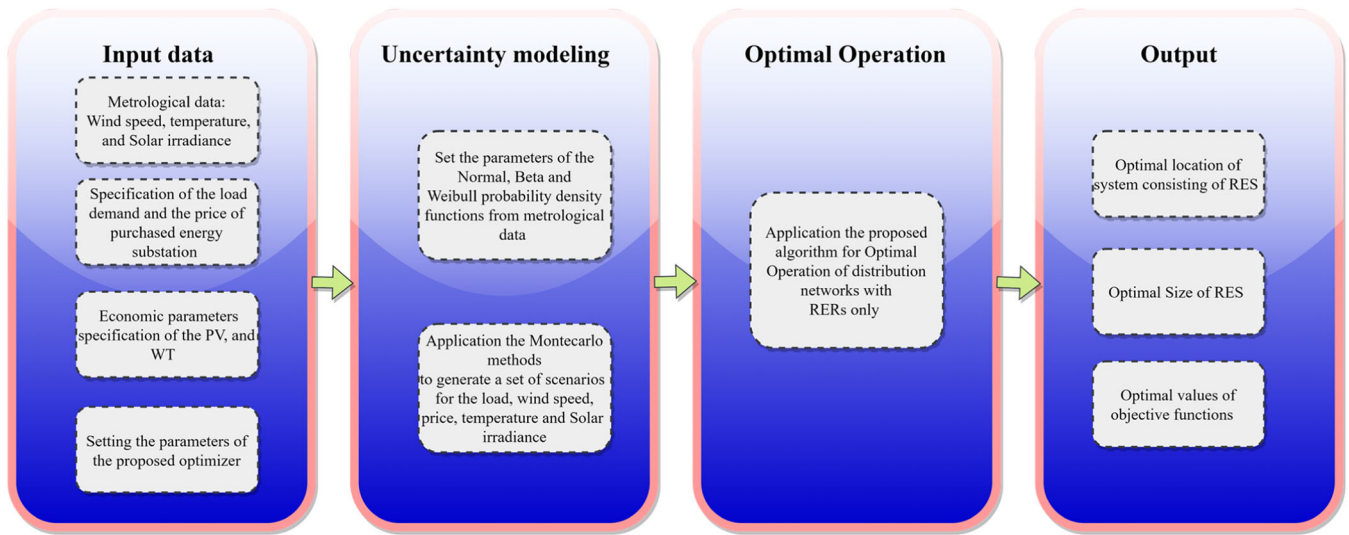 Input data
Metrological data:
Wind speed, temperature,
and Solar irradiance
Specification of the load
demand and the price of
purchased energy
substation
Economic parameters
specification of the PV, and
WT
Setting the parameters of
the proposed optimizer
Uncertainty modeling
Set the parameters of the
Normal, Beta and
Weibull probability density
functions from metrological
data
Application the Montecarlo
methods
to generate a set of scenarios
for the load, wind speed,
price, temperature and Solar
irradiance
Optimal Operation
Application the proposed
algorithm for Optimal
Operation of distribution
networks with
RERs only
Output
Optimal location of
system consisting of RES
Optimal Size of RES
Optimal values of
objective functions